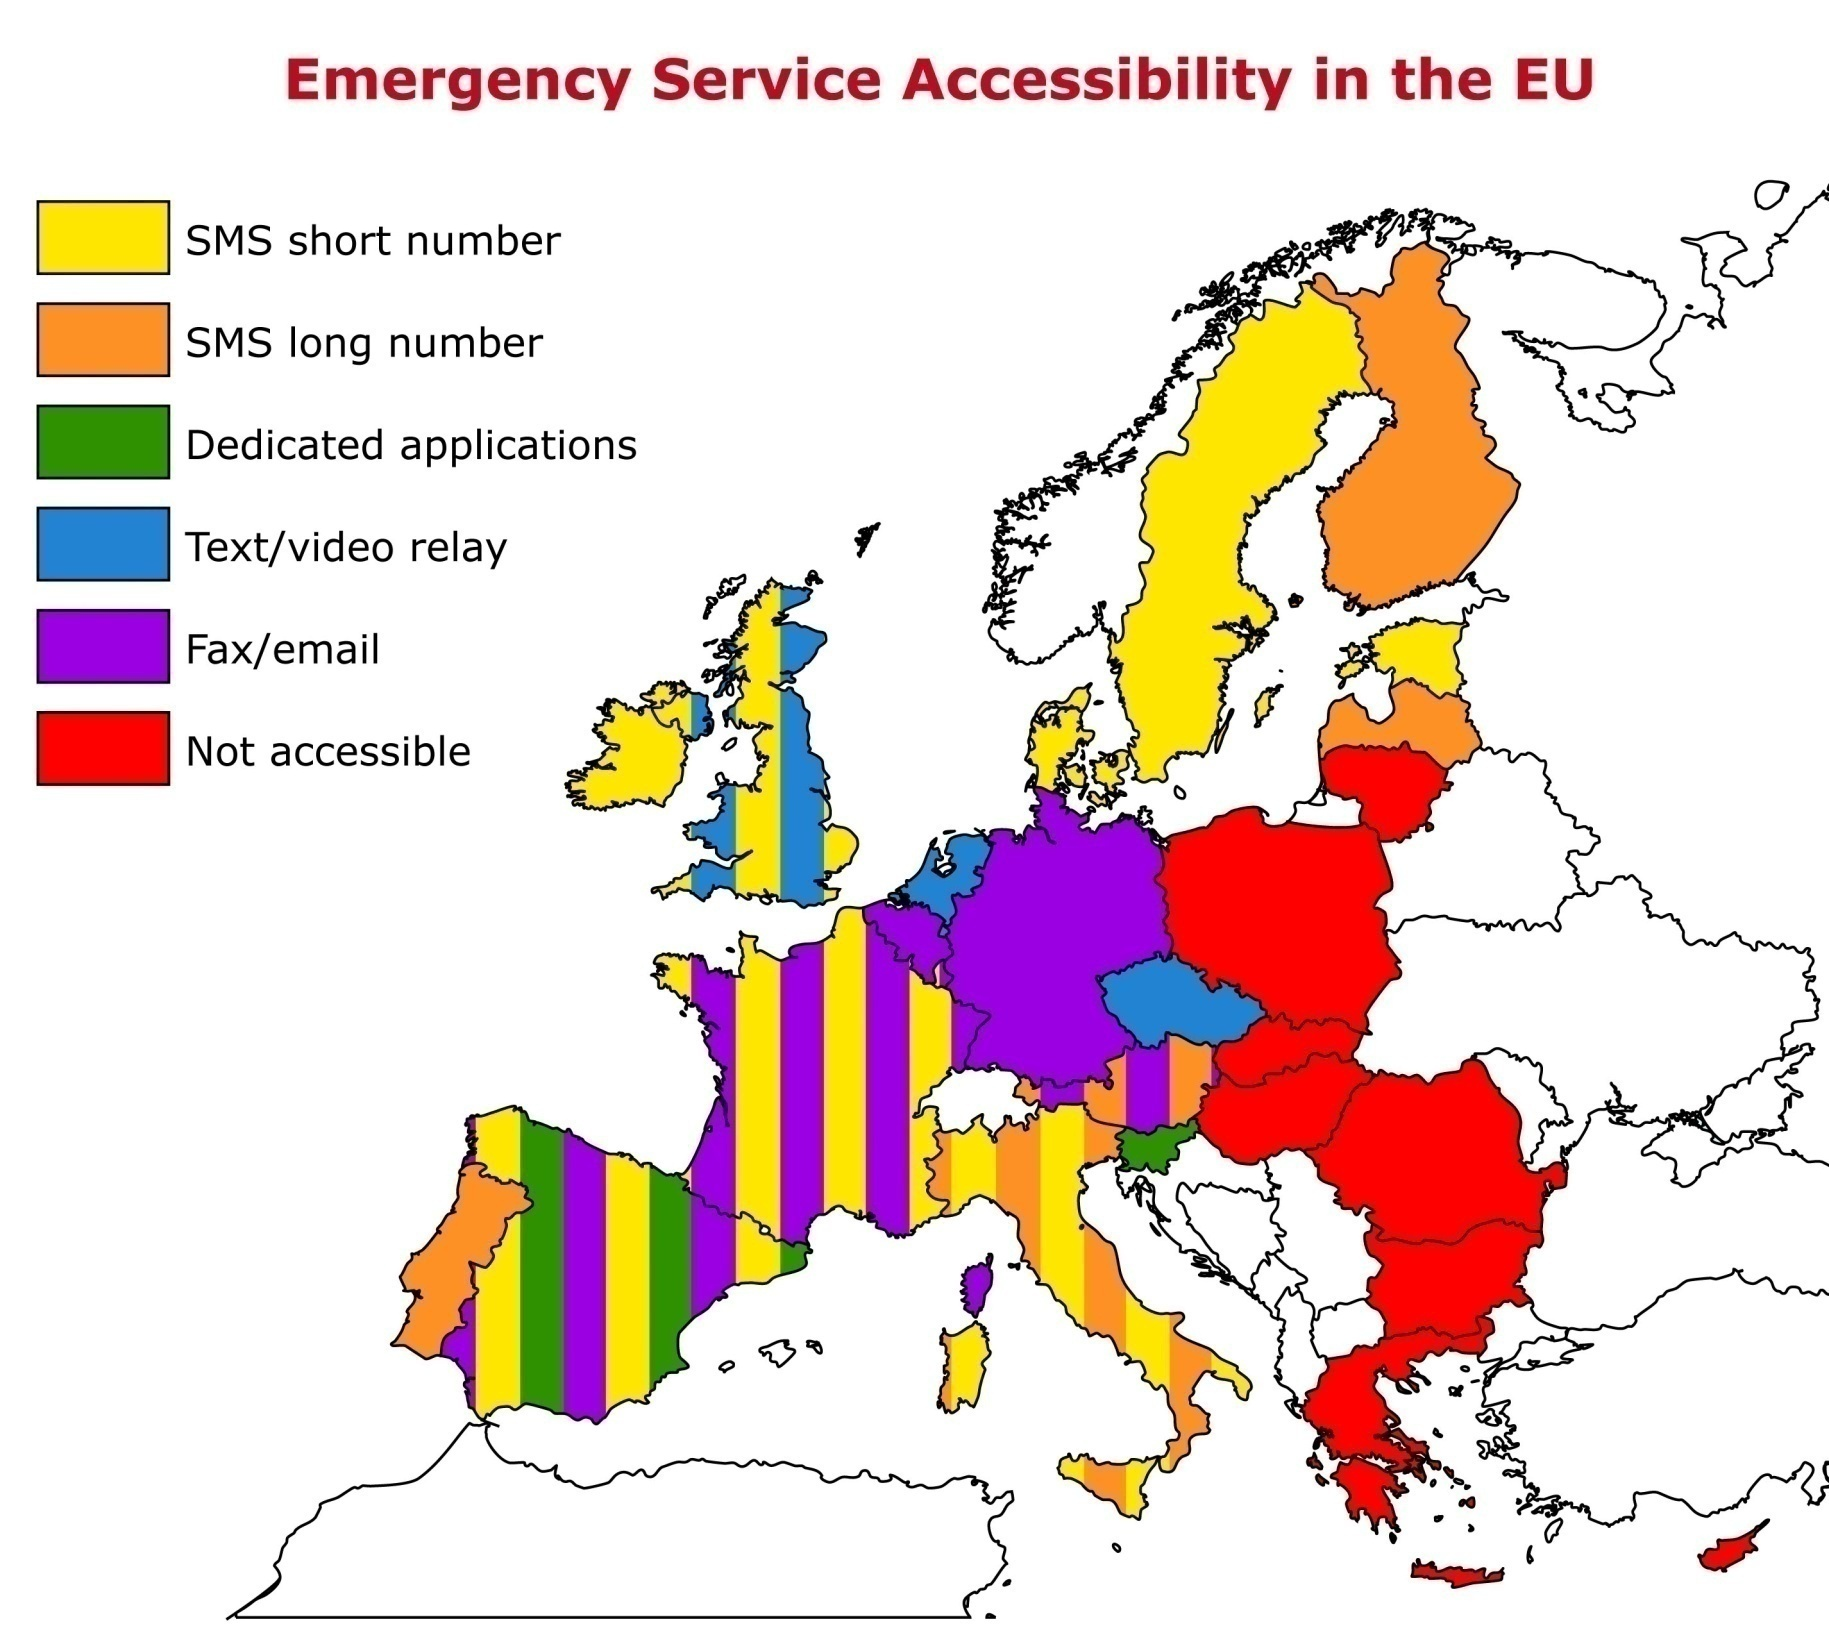 Emergency Service Accessibility in the EU
SMS short number
SMS long number
Dedicated applications
Text/video relay
Fax/email
Not accessible